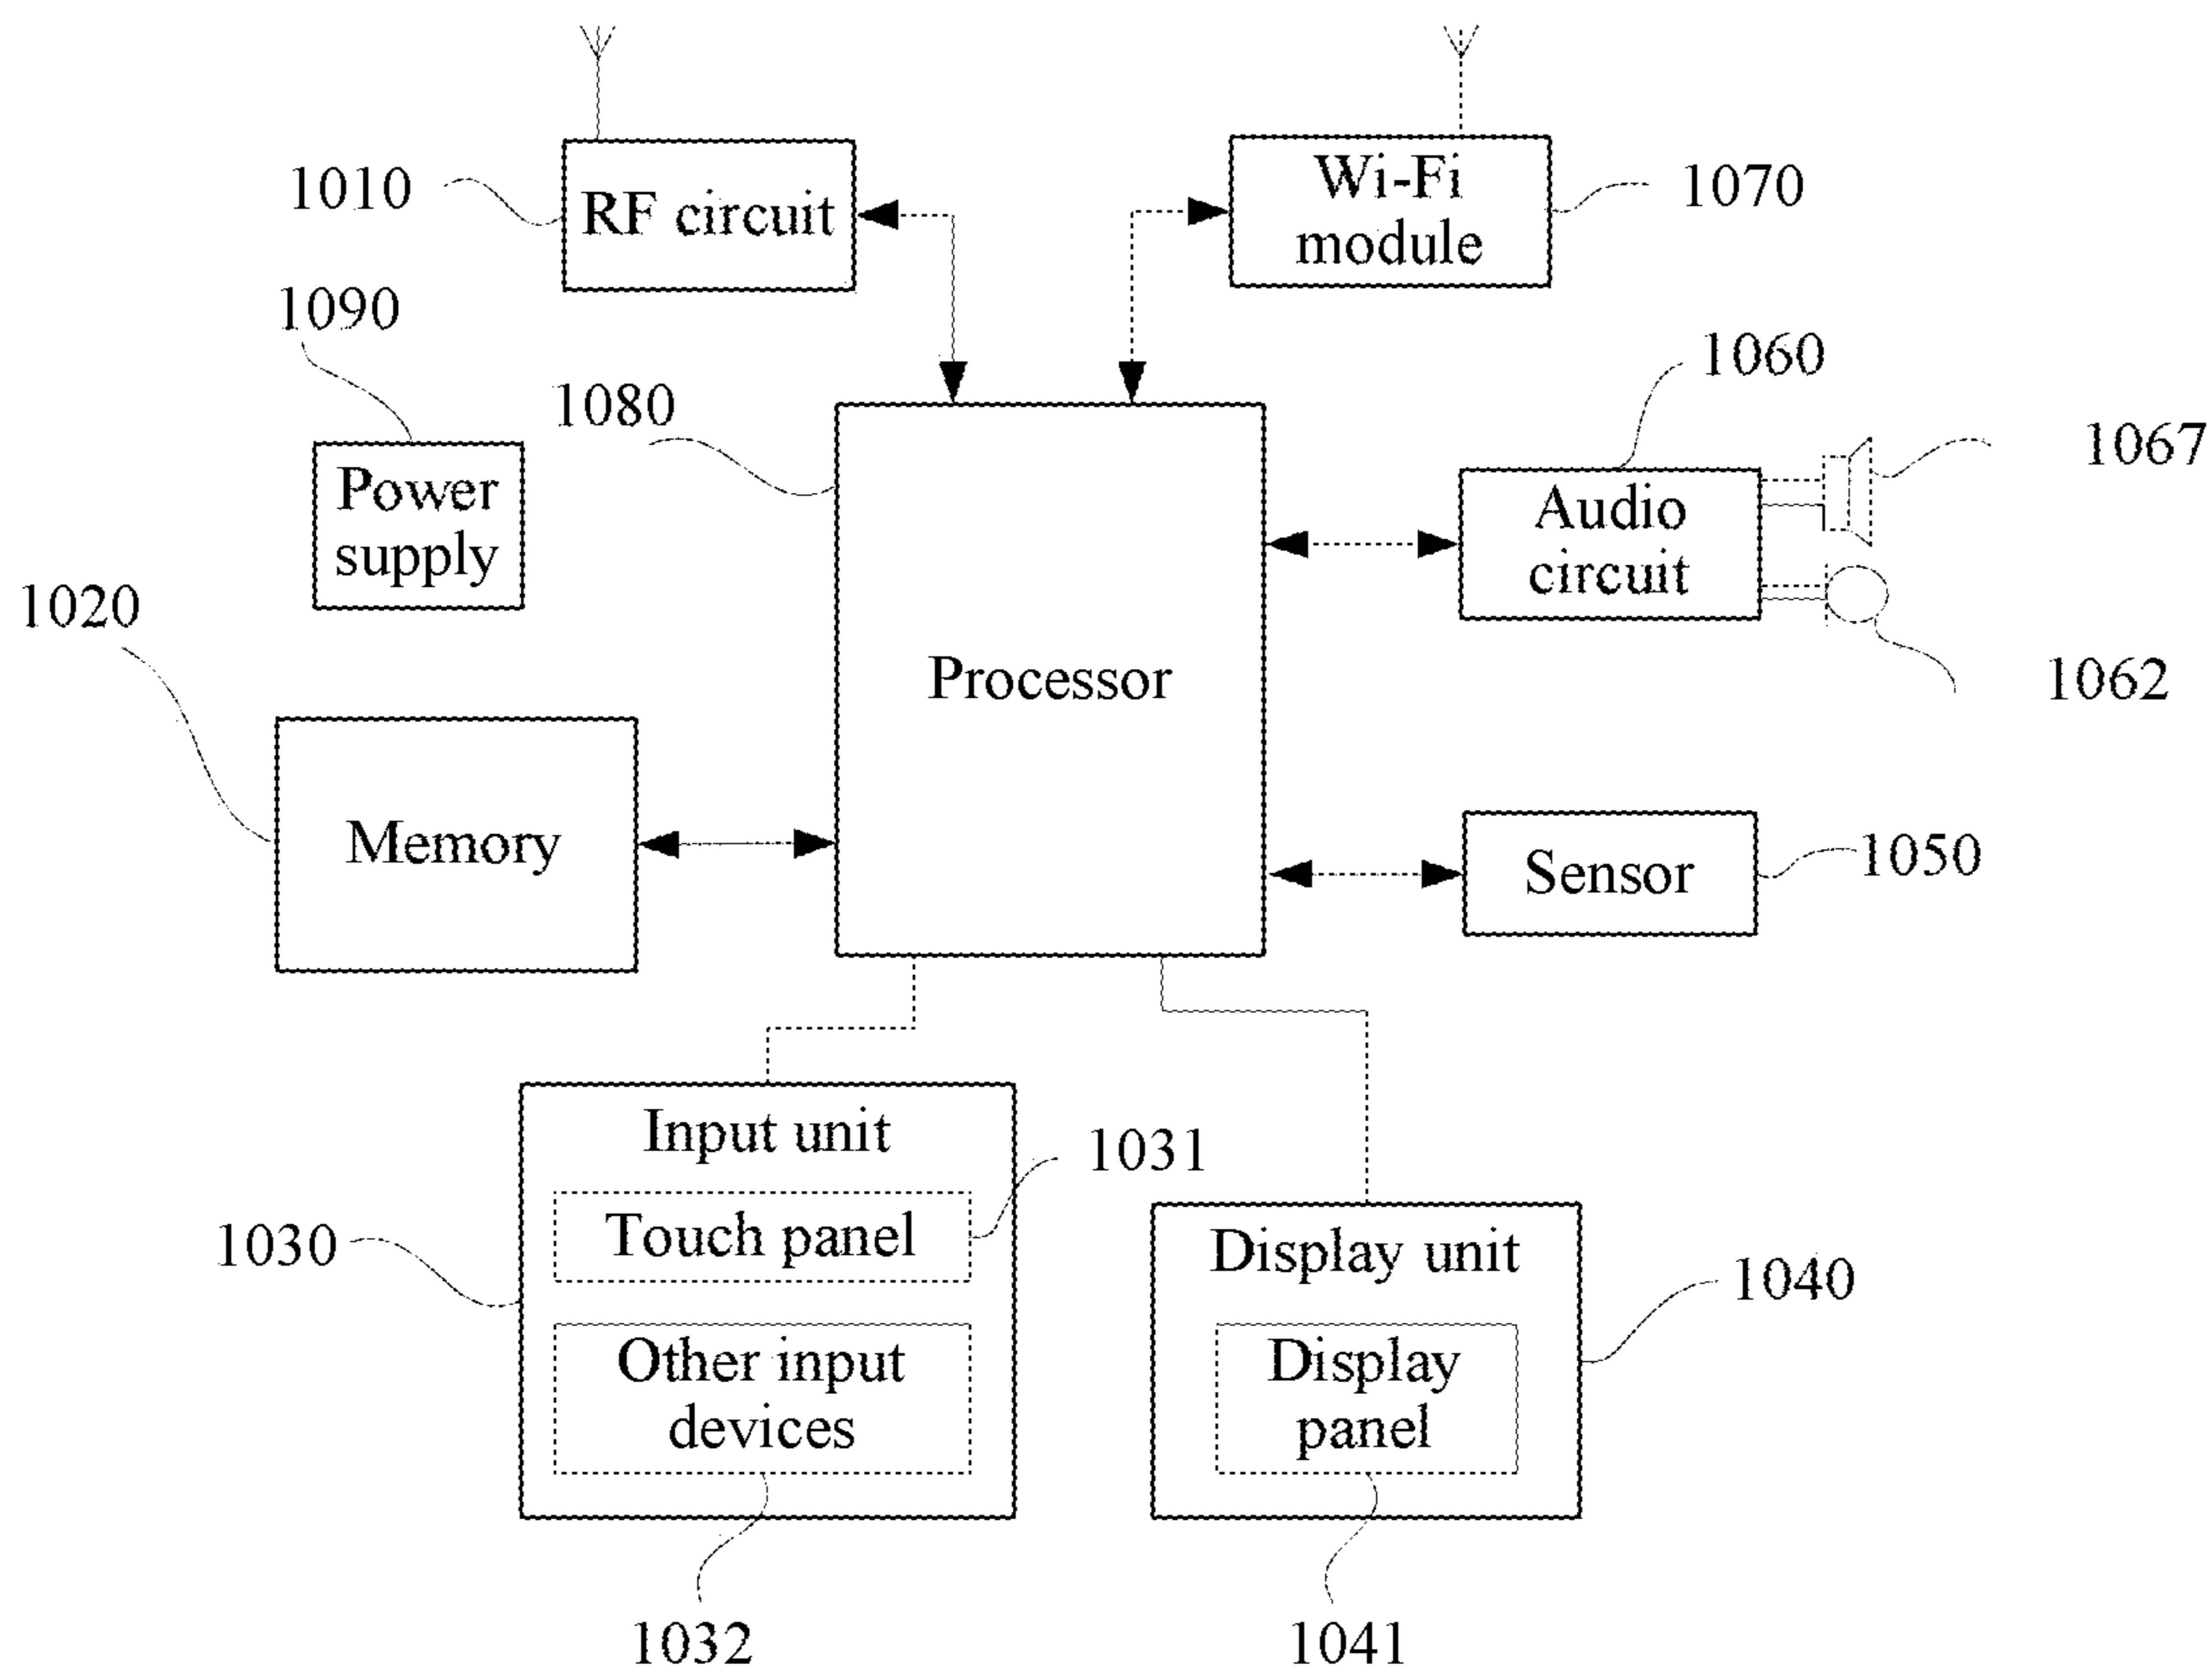 1010
RF circuit
Wi-Fi
module
1070
1090
Power
supply
1080
Processor
1060
Audio
circuit
1067
1062
1020
Memory
Sensor
1050
Input unit
1031
Touch panel
1030
Other input
devices
1032
Display unit
1040
Display
panel
1041